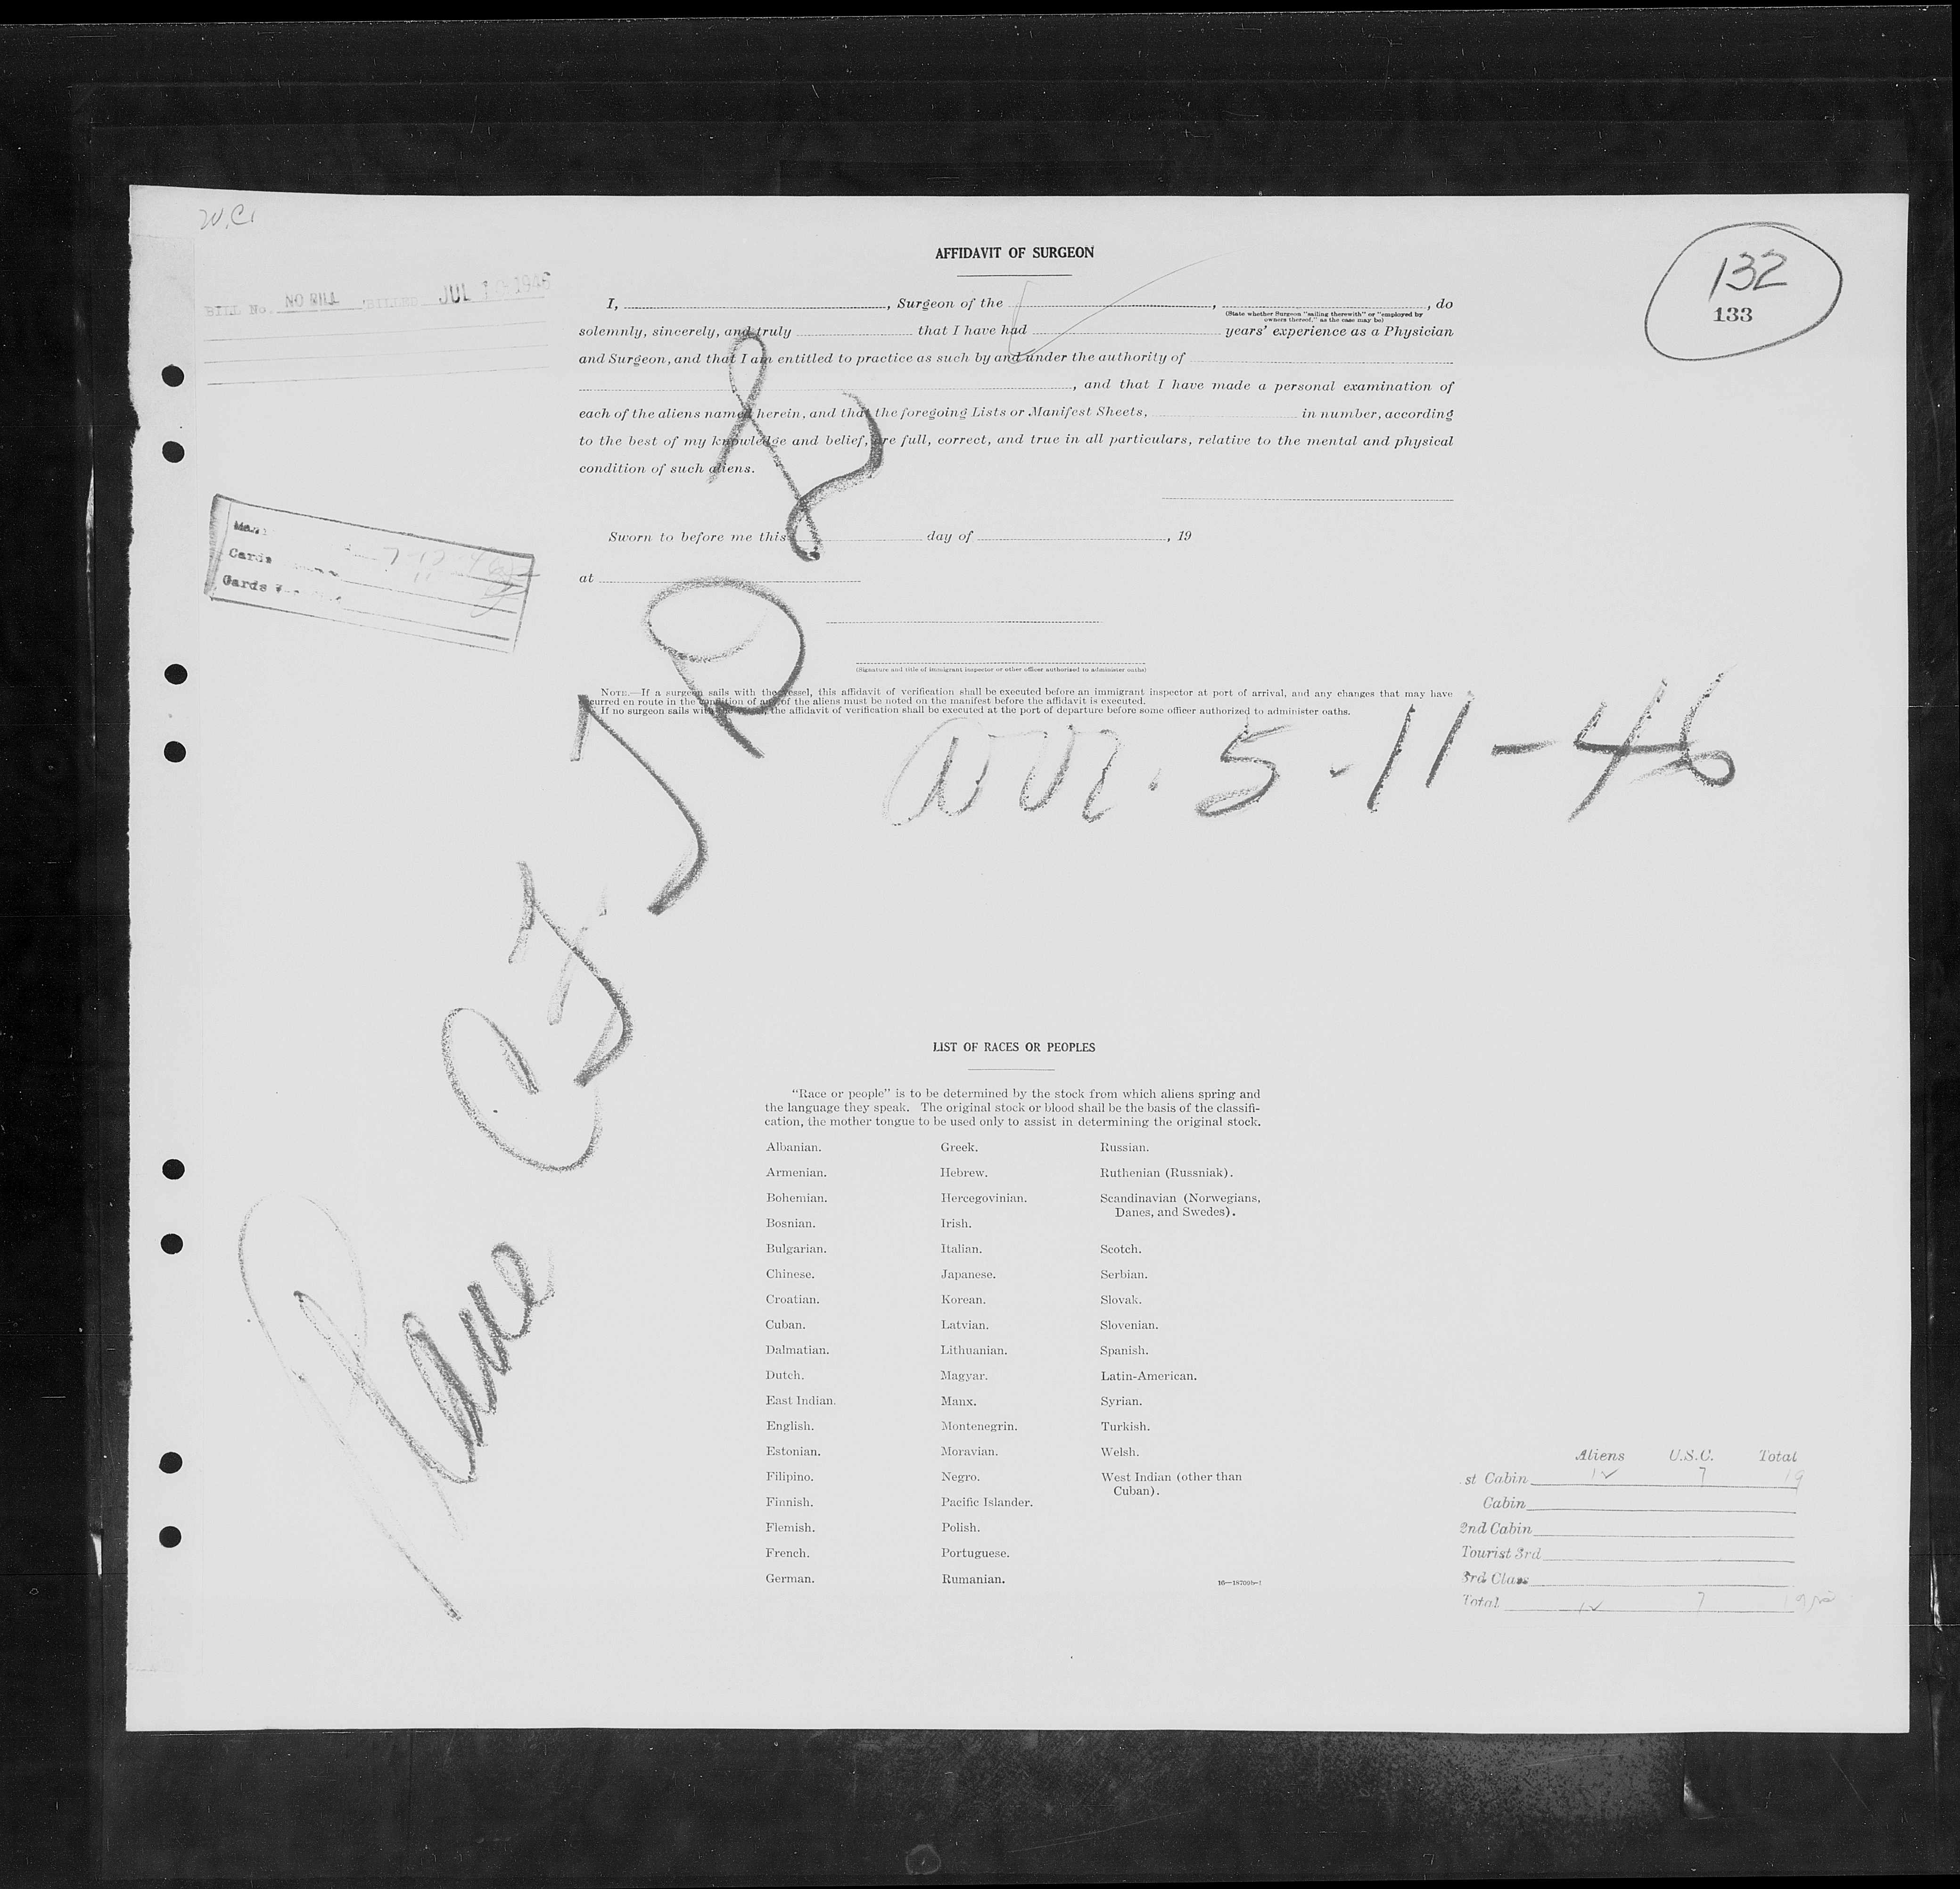 W.C.
AFFIDAVIT OF SURGEON
132
133
BILL No. NO BILL BILLED JUL 1 1946
I, , Surgeon of the , , do
(State whether Surgeon "sailing therewith" or "employed by
owners thereof," as the case may be)
solemnly, sincerely, and truly that I have had years' experience as a Physician
and Surgeon, and that I am entitled to practice as such by and under the authority of
, and that I have made a personal examination of
each of the aliens named herein, and that the foregoing Lists or Manifest Sheets, in number, according
to the best of my knowledge and belief, are full, correct, and true in all particulars, relative to the mental and physical
condition of such aliens.
Cards
Cards
Sworn to before me this day of , 19
at
(Signature and title of immigrant inspector or other officer authorized to administer oaths)
NOTE.—If a surgeon sails with the vessel, this affidavit of verification shall be executed before an immigrant inspector at port of arrival, and any changes that may have
occurred en route in the condition of any of the aliens must be noted on the manifest before the affidavit is executed.
If no surgeon sails with the vessel, the affidavit of verification shall be executed at the port of departure before some officer authorized to administer oaths.
Plane CF-
arr. 5-11-46
LIST OF RACES OR PEOPLES
"Race or people" is to be determined by the stock from which aliens spring and
the language they speak. The original stock or blood shall be the basis of the classifi-
cation, the mother tongue to be used only to assist in determining the original stock.
Albanian.
Armenian.
Bohemian.
Bosnian.
Bulgarian.
Chinese.
Croatian.
Cuban.
Dalmatian.
Dutch.
East Indian.
English.
Estonian.
Filipino.
Finnish.
Flemish.
French.
German.
Greek.
Hebrew.
Hercegovinian.
Irish.
Italian.
Japanese.
Korean.
Latvian.
Lithuanian.
Magyar.
Manx.
Montenegrin.
Moravian.
Negro.
Pacific Islander.
Polish.
Portuguese.
Rumanian.
Russian.
Ruthenian (Russniak).
Scandinavian (Norwegians,
Danes, and Swedes).
Scotch.
Serbian.
Slovak.
Slovenian.
Spanish.
Latin-American.
Syrian.
Turkish.
Welsh.
West Indian (other than
Cuban).
16—18709b-1
Aliens U.S.C. Total
st Cabin 12 7 19
Cabin
2nd Cabin
Tourist 3rd
3rd Class
Total 12 7 19